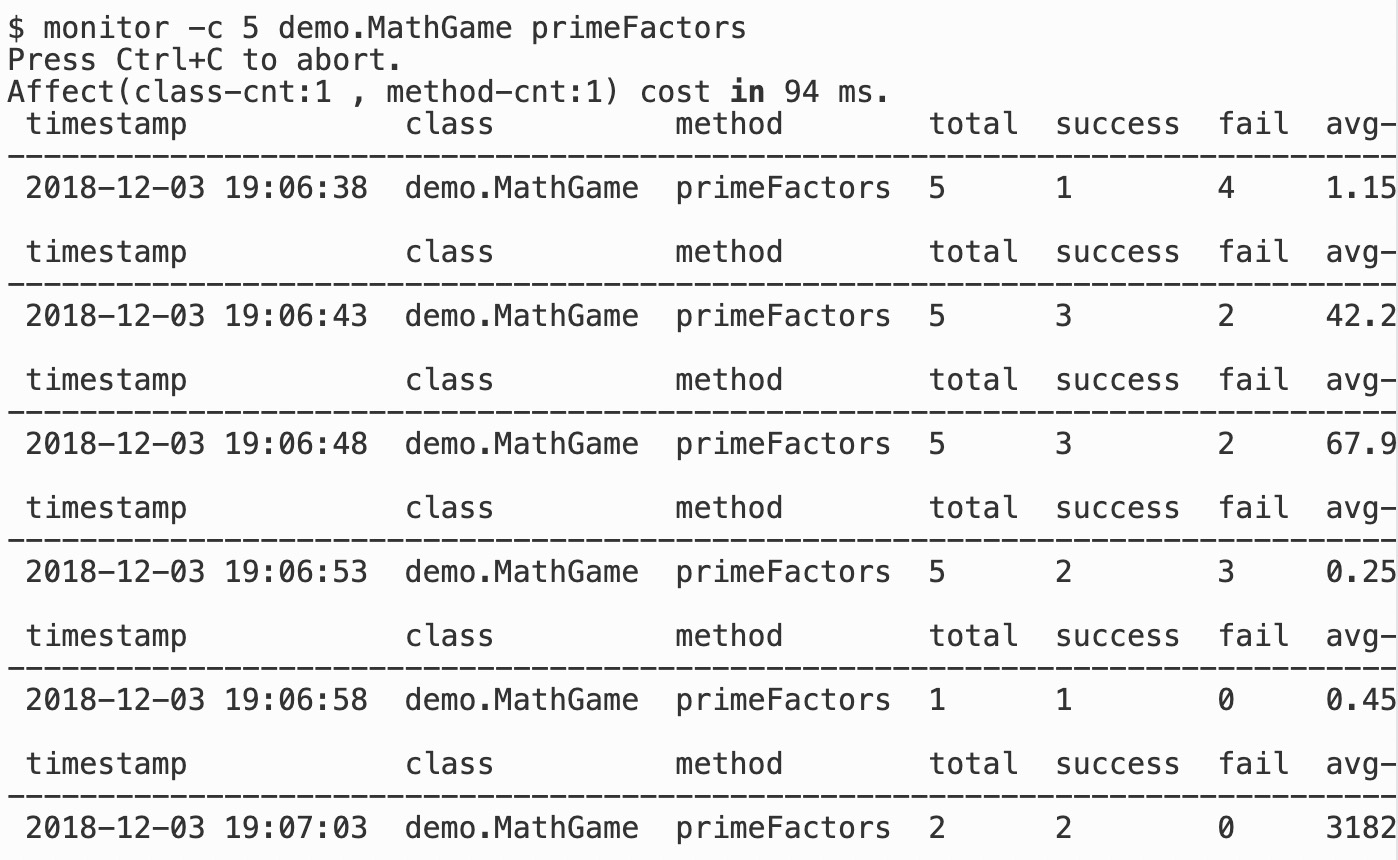 $ monitor -c 5 demo.MathGame primeFactors
Press Ctrl+C to abort.
Affect(class-cnt:1 , method-cnt:1) cost in 94 ms.
timestamp class method total success fail avg-
--------------------------------------------------------------------------------
2018-12-03 19:06:38 demo.MathGame primeFactors 5 1 4 1.15
timestamp class method total success fail avg-
--------------------------------------------------------------------------------
2018-12-03 19:06:43 demo.MathGame primeFactors 5 3 2 42.2
timestamp class method total success fail avg-
--------------------------------------------------------------------------------
2018-12-03 19:06:48 demo.MathGame primeFactors 5 3 2 67.9
timestamp class method total success fail avg-
--------------------------------------------------------------------------------
2018-12-03 19:06:53 demo.MathGame primeFactors 5 2 3 0.25
timestamp class method total success fail avg-
--------------------------------------------------------------------------------
2018-12-03 19:06:58 demo.MathGame primeFactors 1 1 0 0.45
timestamp class method total success fail avg-
--------------------------------------------------------------------------------
2018-12-03 19:07:03 demo.MathGame primeFactors 2 2 0 3182